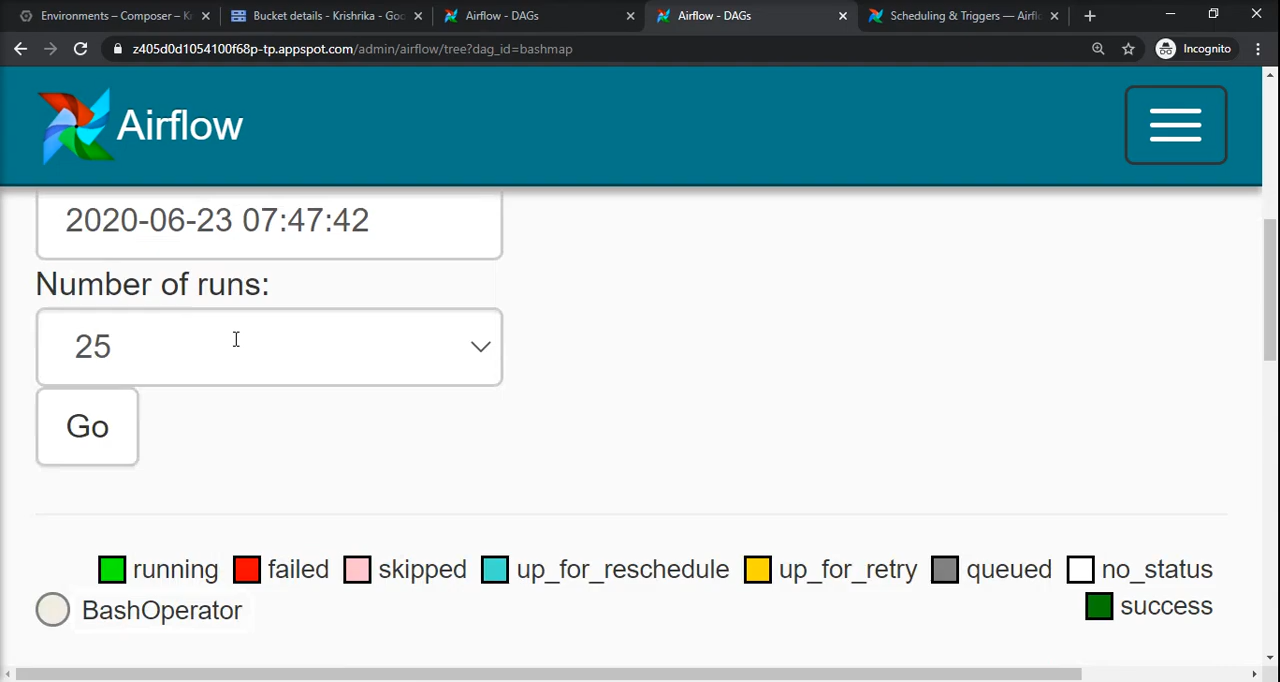 Environments – Composer – Kr
Bucket details - Krishrika - Goo
Airflow - DAGs
Airflow - DAGs
Scheduling & Triggers — Airfl
z405d0d1054100f68p-tp.appspot.com/admin/airflow/tree?dag_id=bashmap
Incognito
Airflow
2020-06-23 07:47:42
Number of runs:
25
Go
running failed skipped up_for_reschedule up_for_retry queued no_status
BashOperator
success